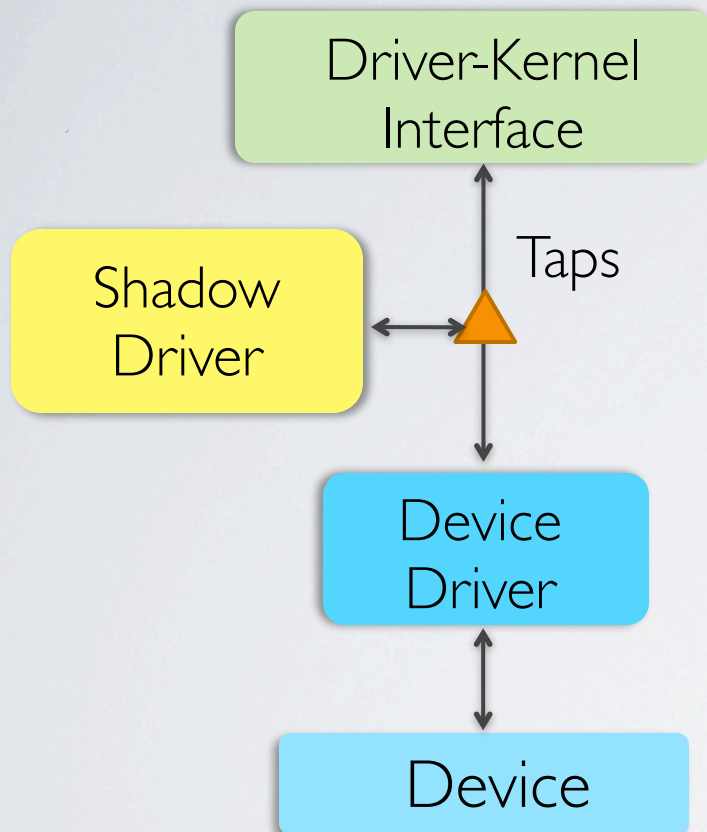 Driver-Kernel
Interface
Taps
Shadow
Driver
Device
Driver
Device